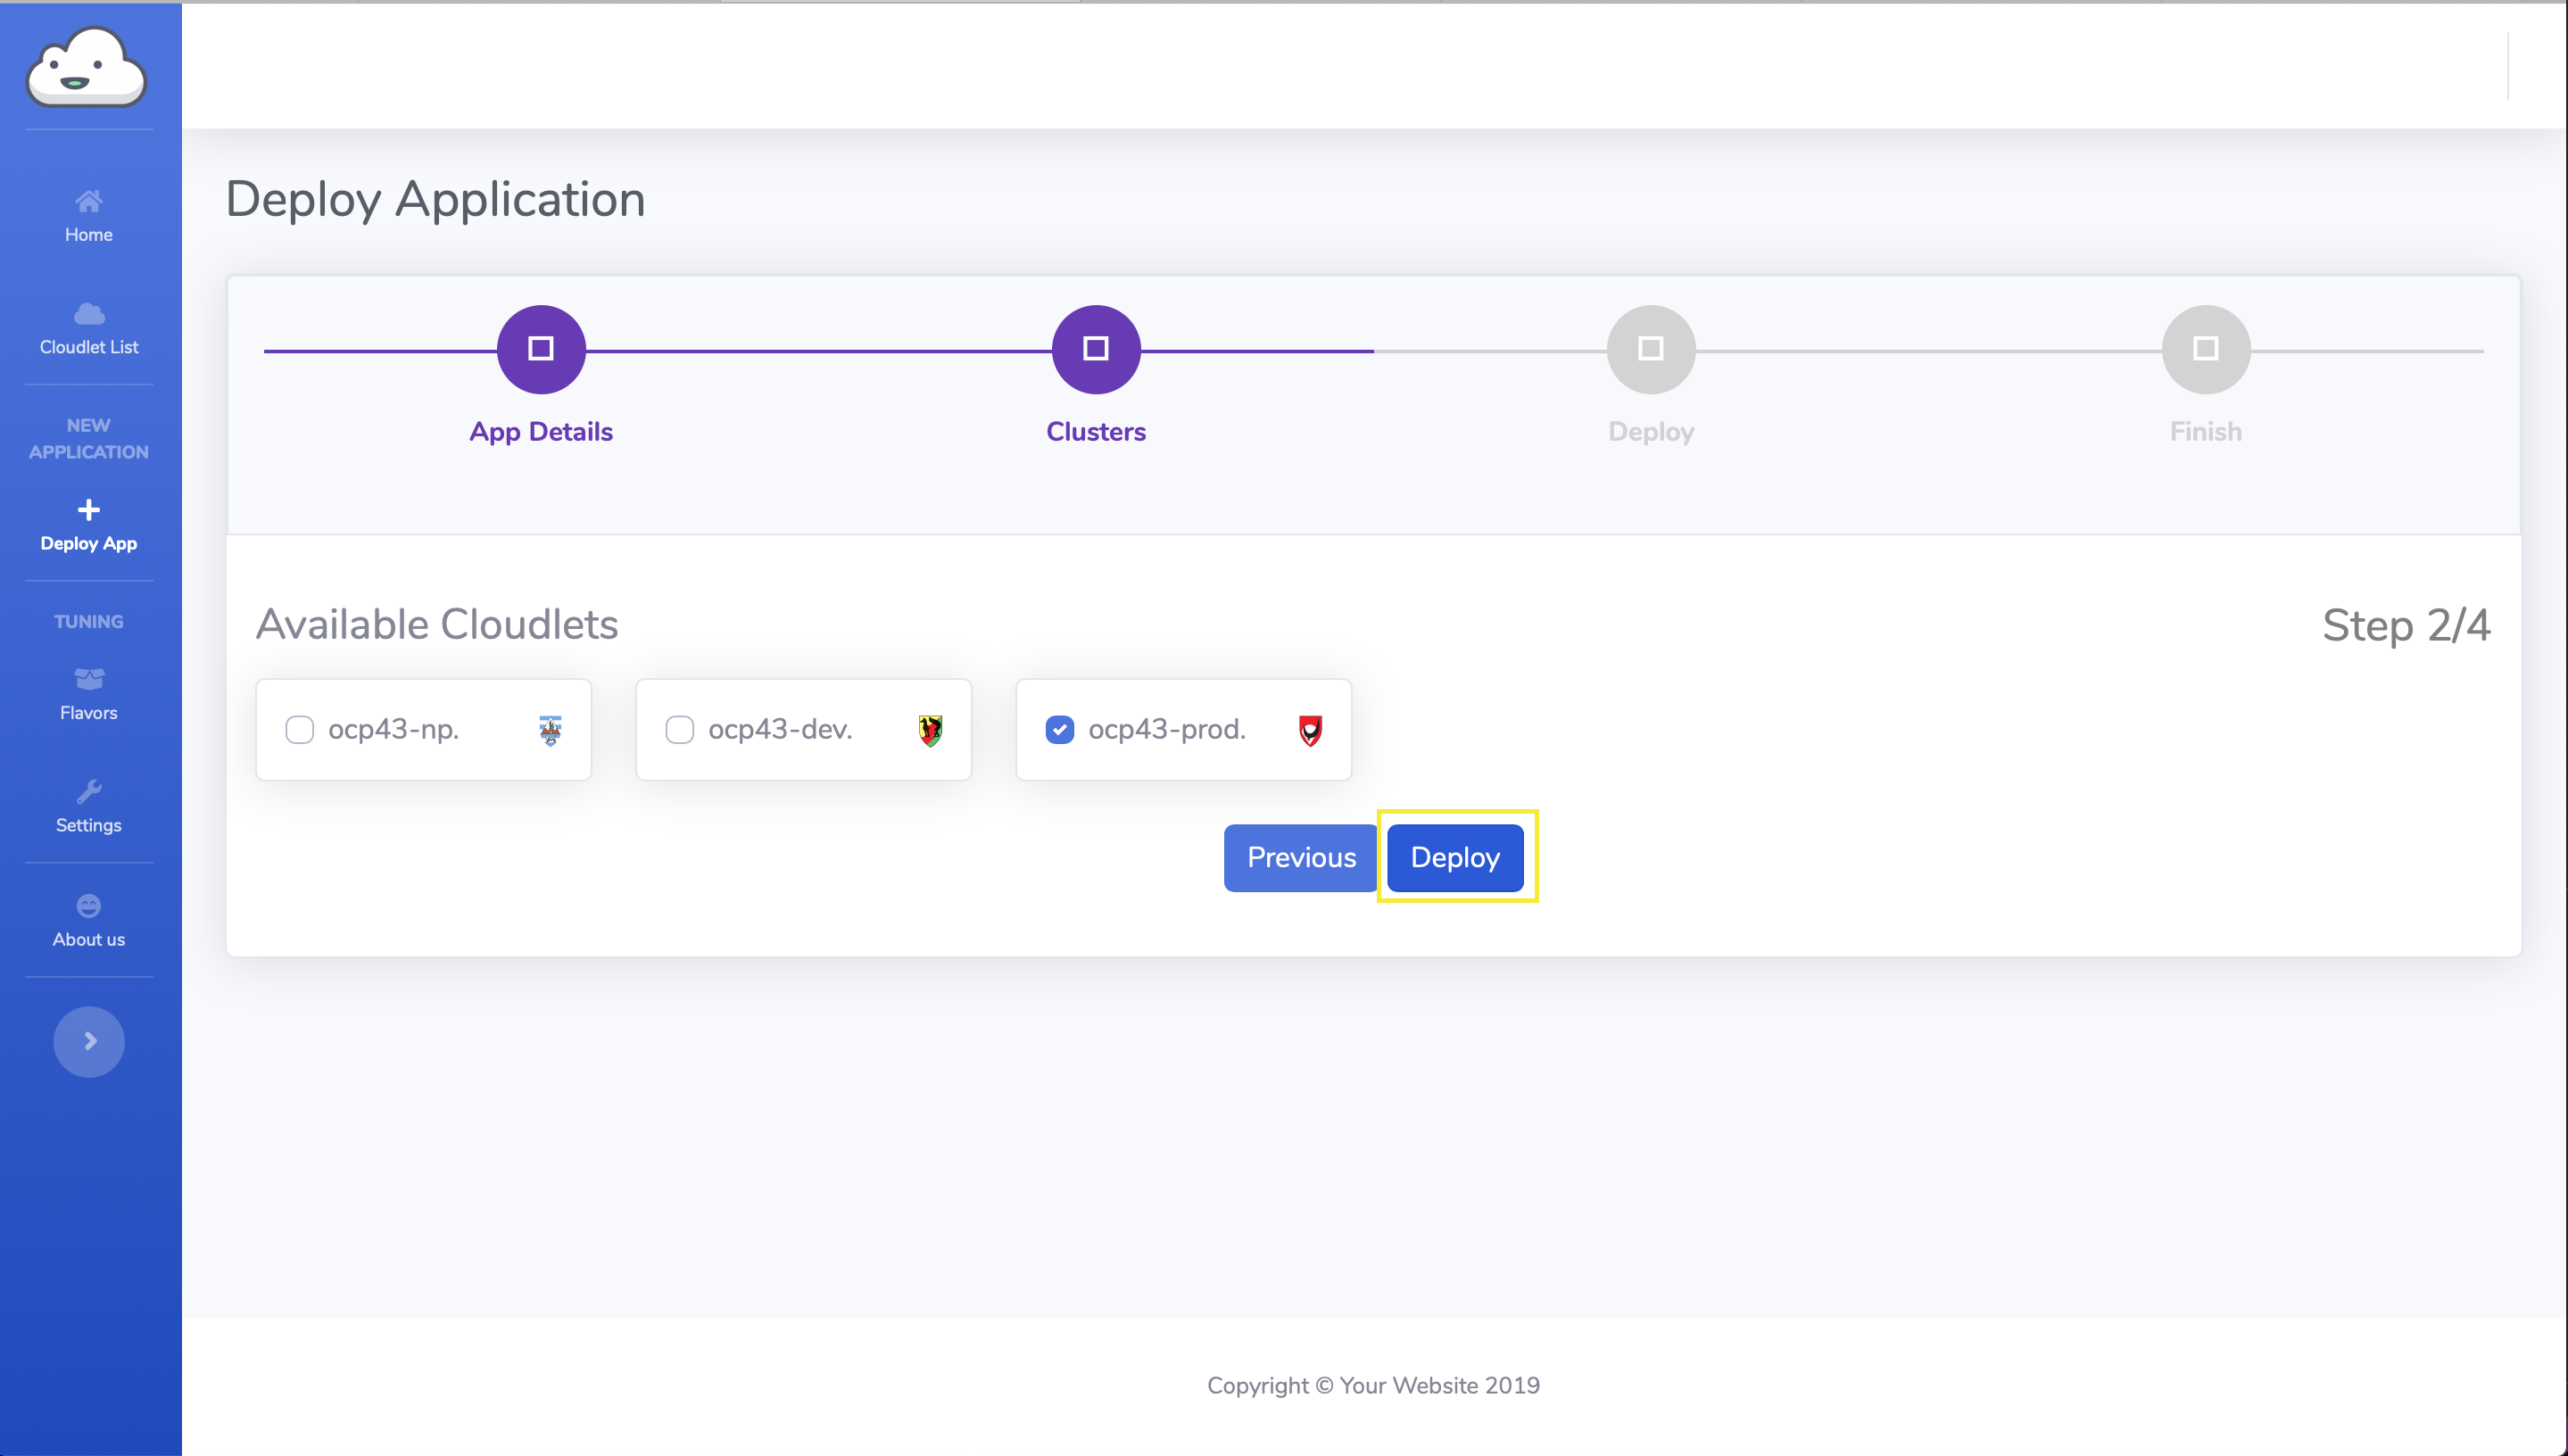 Home
Cloudlet List
NEW
APPLICATION
Deploy App
TUNING
Flavors
Settings
About us
Deploy Application
App Details
Clusters
Deploy
Finish
Available Cloudlets
Step 2/4
ocp43-np.
ocp43-dev.
ocp43-prod.
Previous
Deploy
Copyright © Your Website 2019